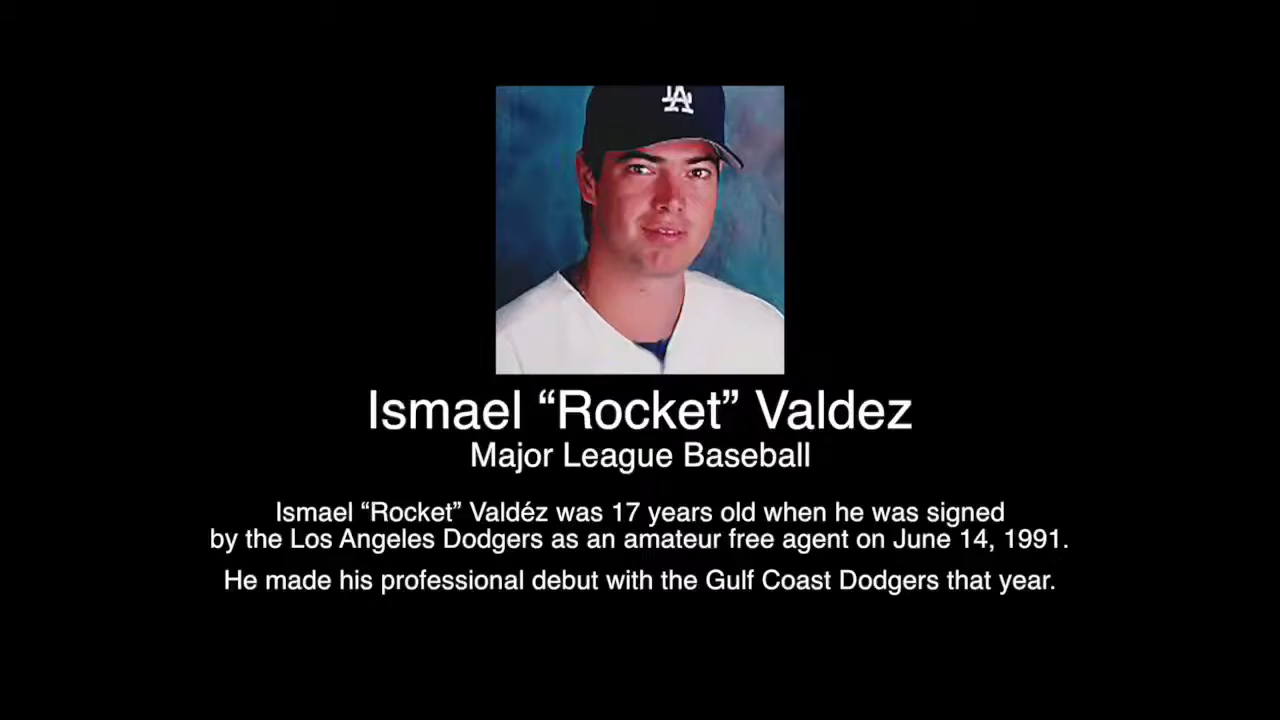 LA
Ismael “Rocket” Valdez
Major League Baseball
Ismael “Rocket” Valdéz was 17 years old when he was signed
by the Los Angeles Dodgers as an amateur free agent on June 14, 1991.
He made his professional debut with the Gulf Coast Dodgers that year.